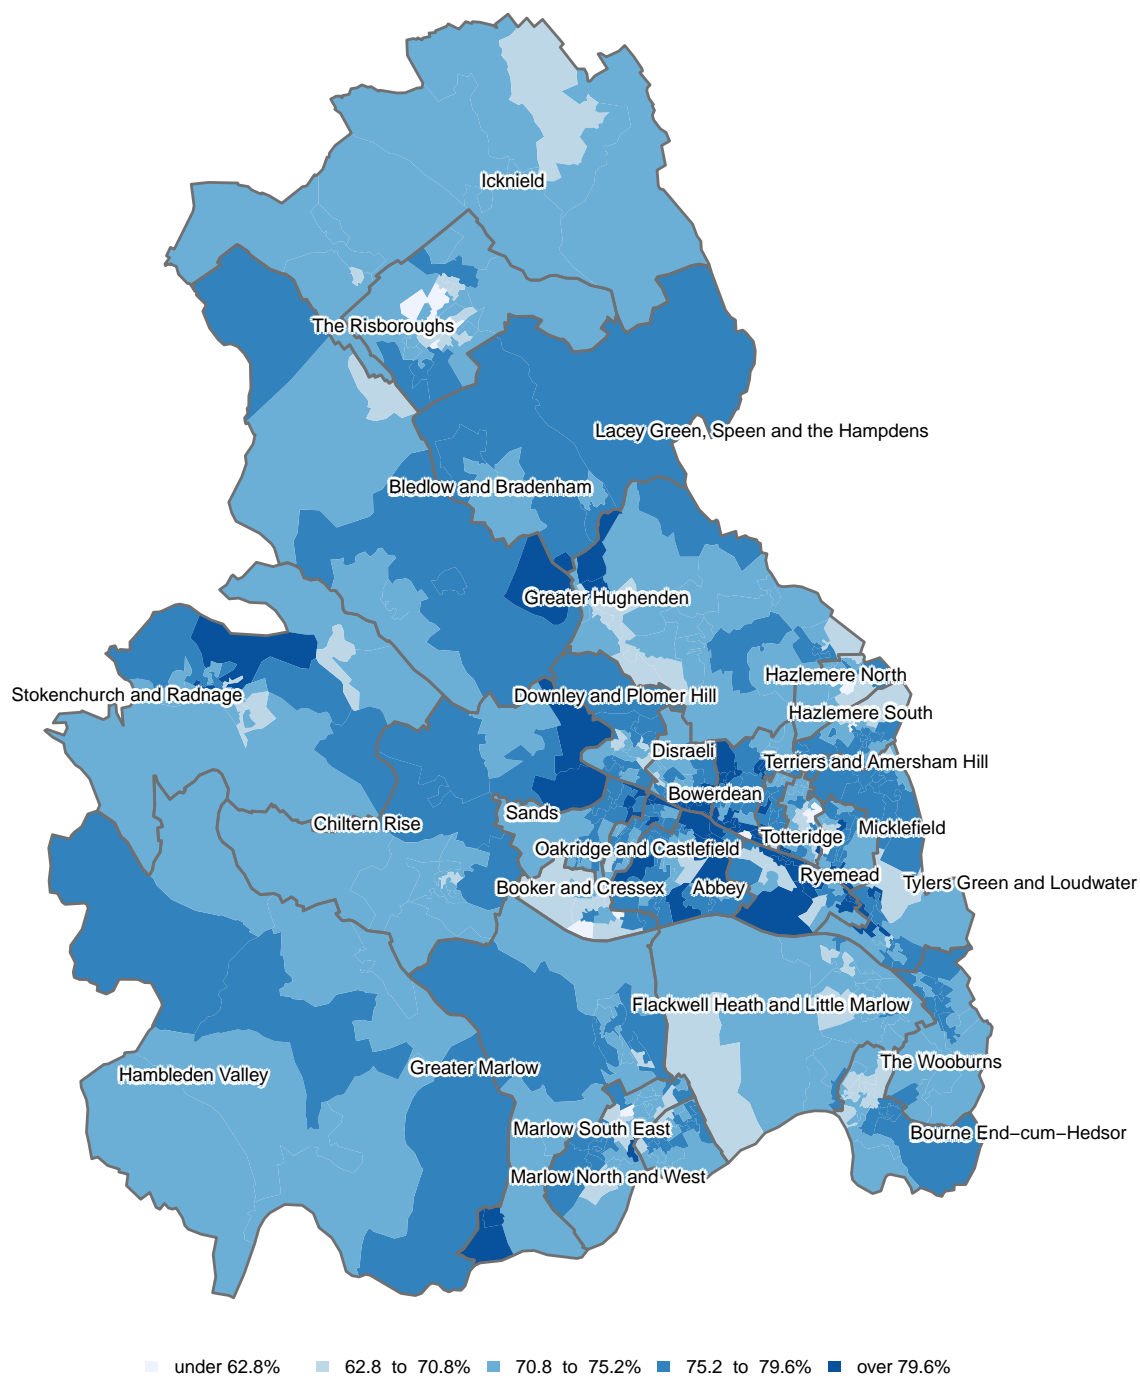 Icknield
The Risboroughs
Lacey Green, Speen and the Hampdens
Bledlow and Bradenham
Greater Hughenden
Hazlemere North
Stokenchurch and Radnage
Downley and Plomer Hill
Hazlemere South
Disraeli
Terriers and Amersham Hill
Bowerdean
Sands
Chiltern Rise
Micklefield
Totteridge
Oakridge and Castlefield
Ryemead
Tylers Green and Loudwater
Booker and Cressex
Abbey
Flackwell Heath and Little Marlow
The Wooburns
Greater Marlow
Hambleden Valley
Marlow South East
Bourne End−cum−Hedsor
Marlow North and West
under 62.8% 62.8 to 70.8% 70.8 to 75.2% 75.2 to 79.6% over 79.6%